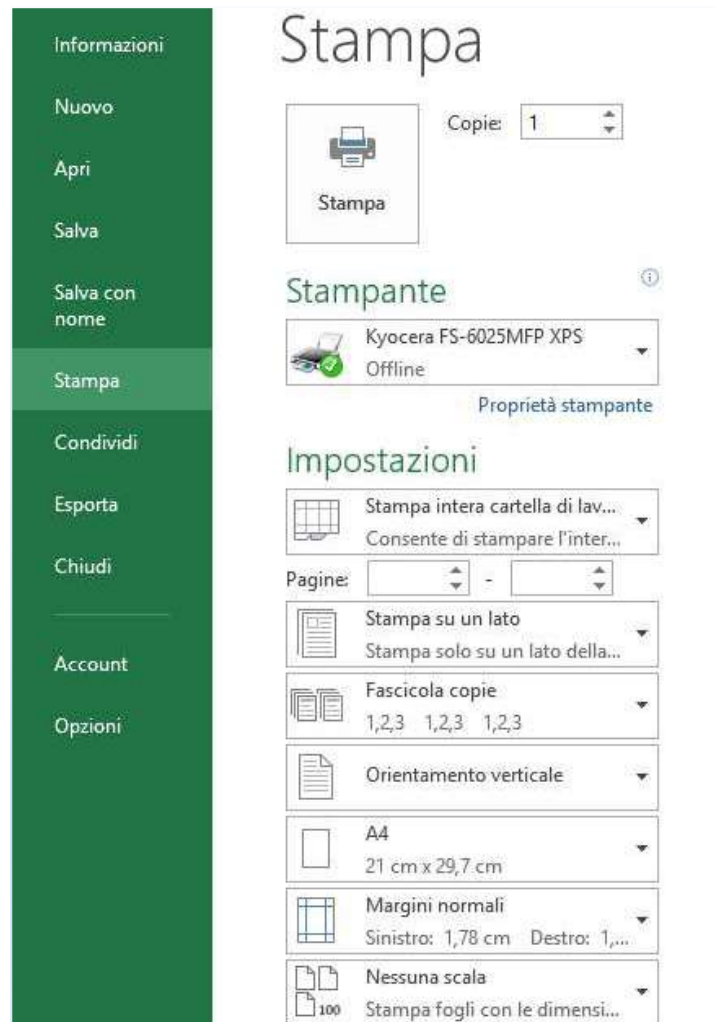 Informazioni
Nuovo
Apri
Salva
Salva con
nome
Stampa
Condividi
Esporta
Chiudi
Account
Opzioni
Stampa
Copie: 1
Stampa
Stampante
Kyocera FS-6025MFP XPS
Offline
Proprietà stampante
Impostazioni
Stampa intera cartella di lav...
Consente di stampare l'inter...
Pagine: -
Stampa su un lato
Stampa solo su un lato della...
Fascicola copie
1,2,3 1,2,3 1,2,3
Orientamento verticale
A4
21 cm x 29,7 cm
Margini normali
Sinistro: 1,78 cm Destro: 1,...
Nessuna scala
100 Stampa fogli con le dimensi...